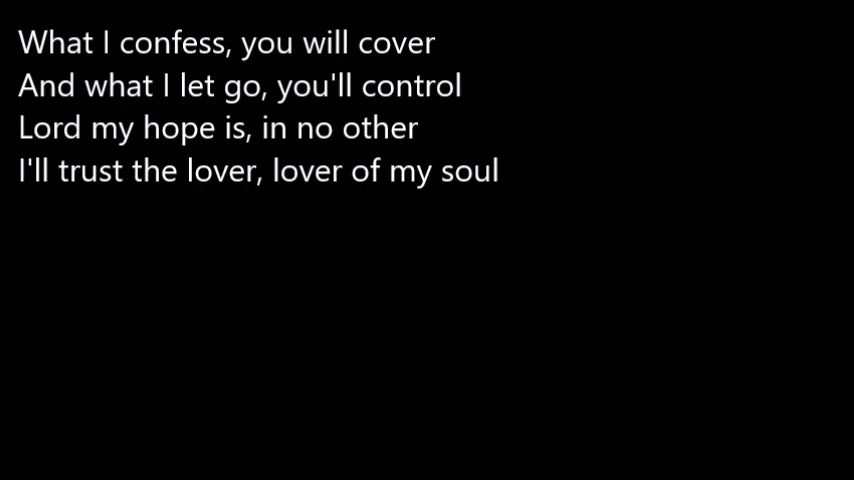 What I confess, you will cover
And what I let go, you'll control
Lord my hope is, in no other
I'll trust the lover, lover of my soul